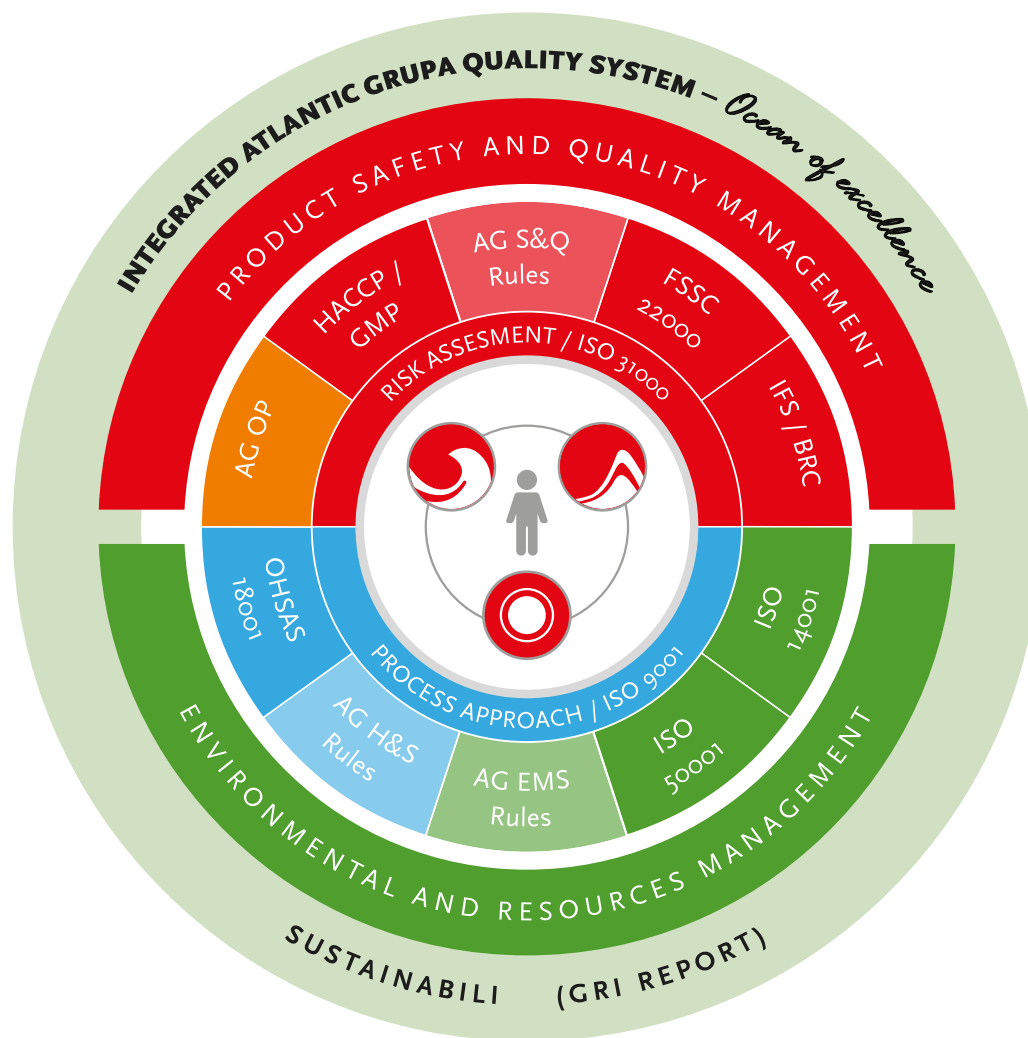 INTEGRATED ATLANTIC GRUPA QUALITY SYSTEM – Ocean of excellence
PRODUCT SAFETY AND QUALITY MANAGEMENT
AG S&Q
Rules
HACCP /
GMP
FSSC
22000
AG OP
IFS / BRC
RISK ASSESMENT / ISO 31000
PROCESS APPROACH / ISO 9001
OHSAS
18001
ISO
14001
AG H&S
Rules
ISO
50001
AG EMS
Rules
ENVIRONMENTAL AND RESOURCES MANAGEMENT
SUSTAINABILI (GRI REPORT)